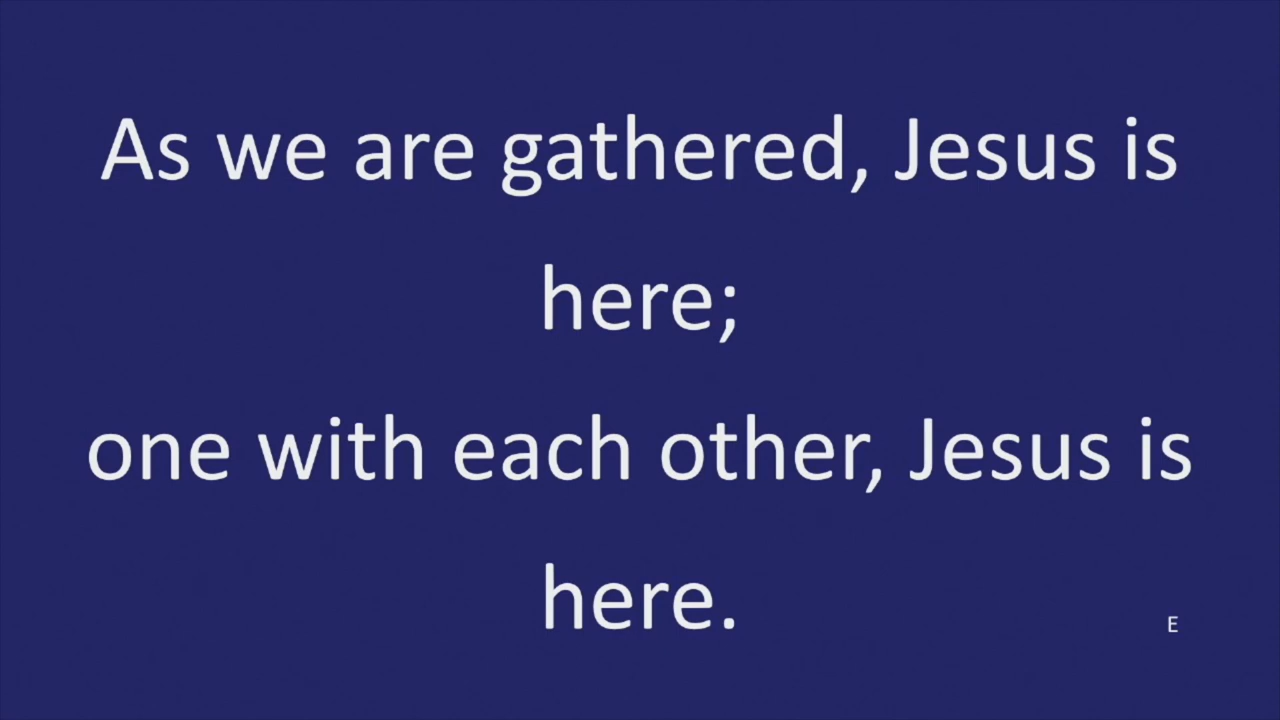 As we are gathered, Jesus is
here;
one with each other, Jesus is
here.
E